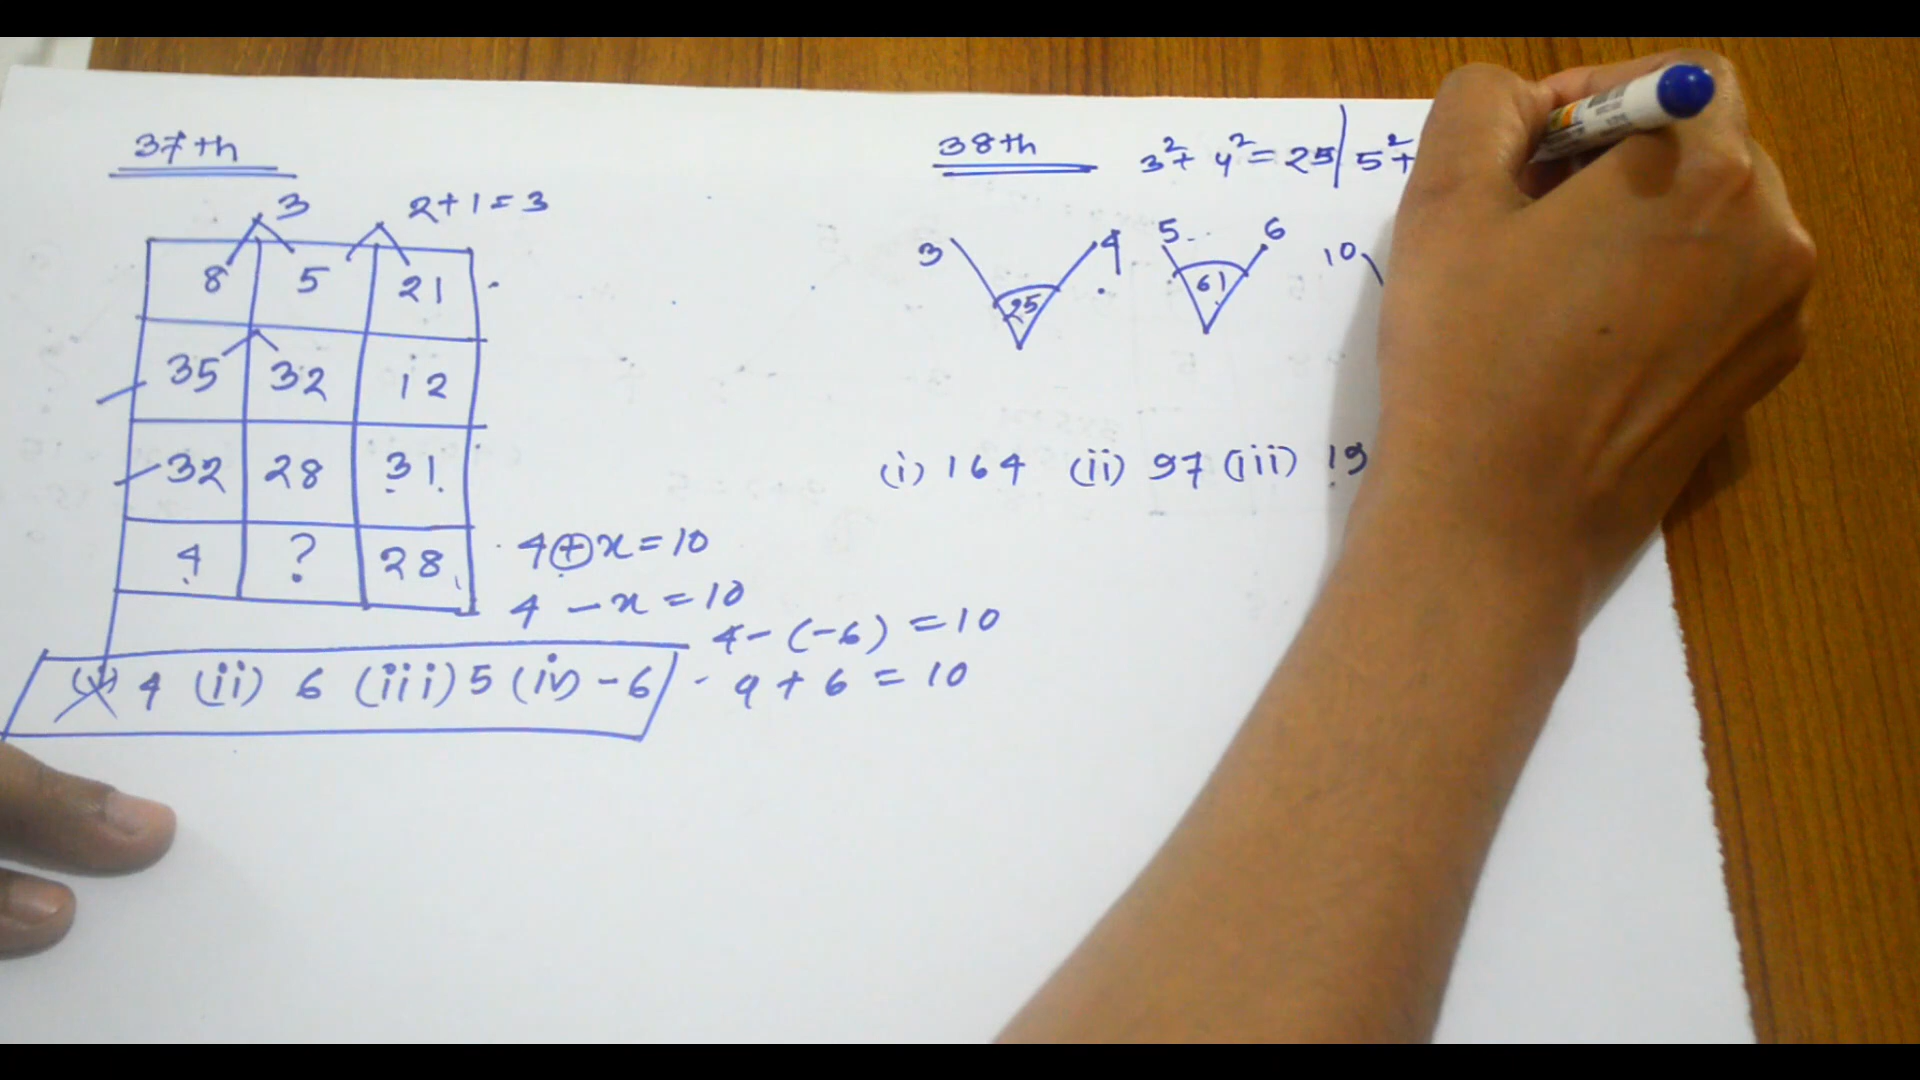 37th
3 2+1=3
8 5 21
35 32 12
32 28 31
4 ? 28
4+x=10
4-x=10
4-(-6)=10
9+6=10
(i) 4 (ii) 6 (iii) 5 (iv) -6
38th 3²+4²=25 | 5²+
3 4 5 6 10
25 61
(i) 164 (ii) 97 (iii) 19